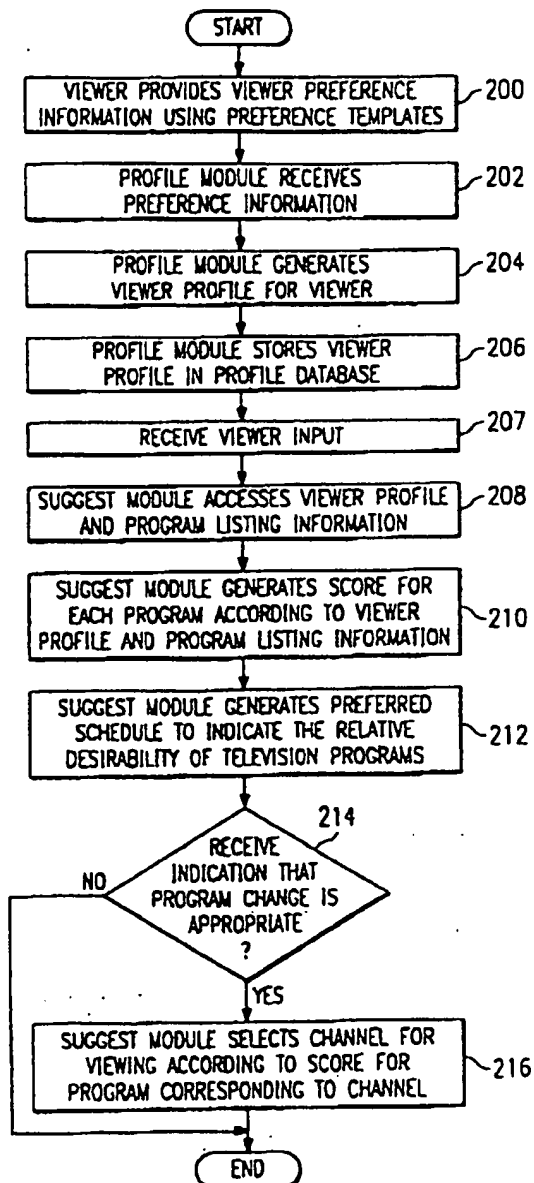 START
VIEWER PROVIDES VIEWER PREFERENCE
INFORMATION USING PREFERENCE TEMPLATES
200
PROFILE MODULE RECEIVES
PREFERENCE INFORMATION
202
PROFILE MODULE GENERATES
VIEWER PROFILE FOR VIEWER
204
PROFILE MODULE STORES VIEWER
PROFILE IN PROFILE DATABASE
206
RECEIVE VIEWER INPUT
207
SUGGEST MODULE ACCESSES VIEWER PROFILE
AND PROGRAM LISTING INFORMATION
208
SUGGEST MODULE GENERATES SCORE FOR
EACH PROGRAM ACCORDING TO VIEWER
PROFILE AND PROGRAM LISTING INFORMATION
210
SUGGEST MODULE GENERATES PREFERRED
SCHEDULE TO INDICATE THE RELATIVE
DESIRABILITY OF TELEVISION PROGRAMS
212
214
RECEIVE
INDICATION THAT
PROGRAM CHANGE IS
APPROPRIATE
?
NO
YES
SUGGEST MODULE SELECTS CHANNEL FOR
VIEWING ACCORDING TO SCORE FOR
PROGRAM CORRESPONDING TO CHANNEL
216
END